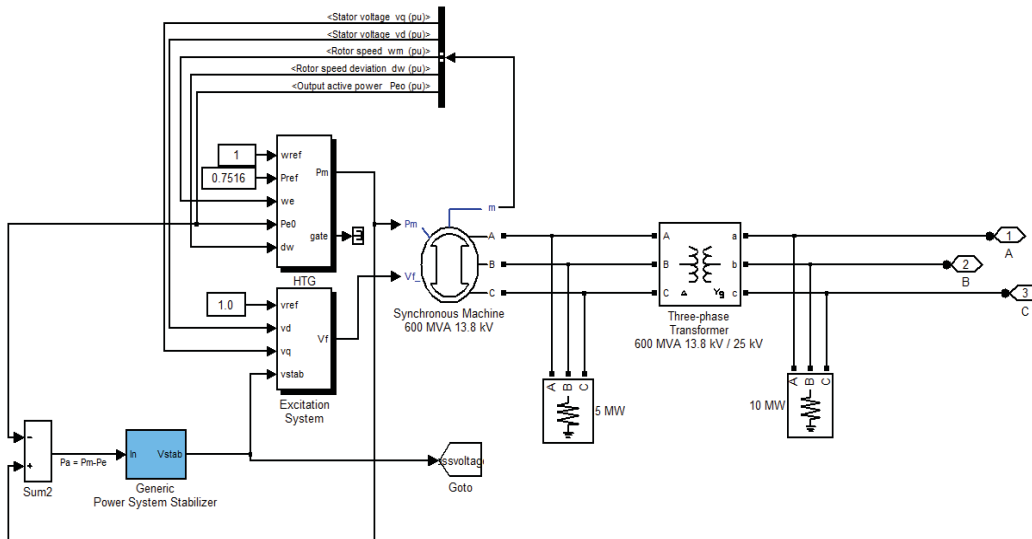 <Stator voltage vq (pu)>
<Stator voltage vd (pu)>
<Rotor speed wm (pu)>
<Rotor speed deviation dw (pu)>
<Output active power Peo (pu)>
1
0.7516
wref
Pref
we
Pe0
dw
Pm
gate
HTG
1.0
vref
vd
vq
vstab
Vf
Excitation
System
Pm
Vf_
m
A
B
C
Synchronous Machine
600 MVA 13.8 kV
A
B
C
a
b
c
Yg
Three-phase
Transformer
600 MVA 13.8 kV / 25 kV
1
A
2
B
3
C
A B C
5 MW
A B C
10 MW
−
+
Sum2
Pa = Pm-Pe
In
Vstab
Generic
Power System Stabilizer
ssvoltage
Goto